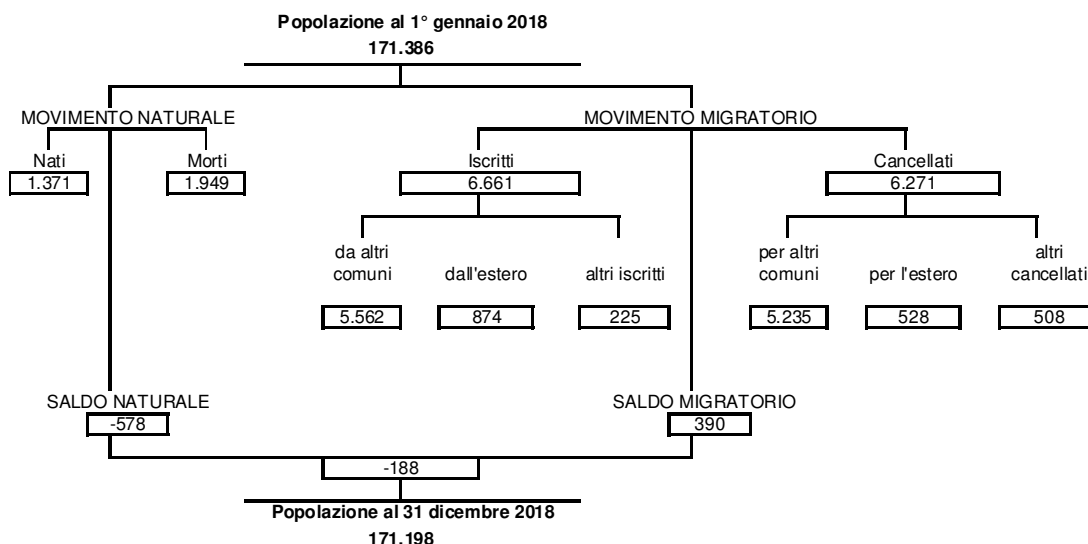 Popolazione al 1° gennaio 2018
171.386
MOVIMENTO NATURALE
MOVIMENTO MIGRATORIO
Nati
Morti
Iscritti
Cancellati
1.371
1.949
6.661
6.271
da altri
comuni
dall'estero
altri iscritti
per altri
comuni
per l'estero
altri
cancellati
5.562
874
225
5.235
528
508
SALDO NATURALE
SALDO MIGRATORIO
-578
390
-188
Popolazione al 31 dicembre 2018
171.198